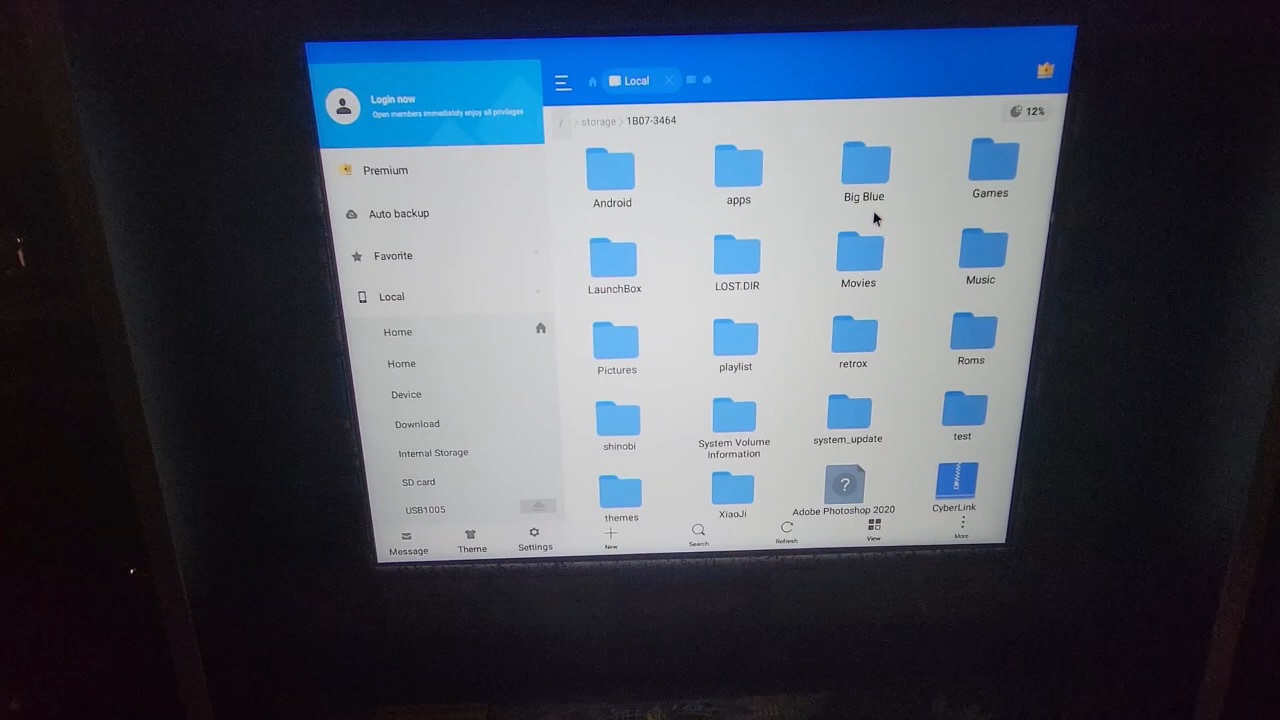 Login now
Open members immediately enjoy all privileges
Premium
Auto backup
Favorite
Local
Home
Home
Device
Download
Internal Storage
SD card
USB1005
Message
Theme
Settings
Local
12%
/ storage 1B07-3464
Android
apps
Big Blue
Games
LaunchBox
LOST.DIR
Movies
Music
Pictures
playlist
retrox
Roms
shinobi
System Volume
Information
system_update
test
themes
XiaoJi
?
Adobe Photoshop 2020
CyberLink
New
Search
Refresh
View
More